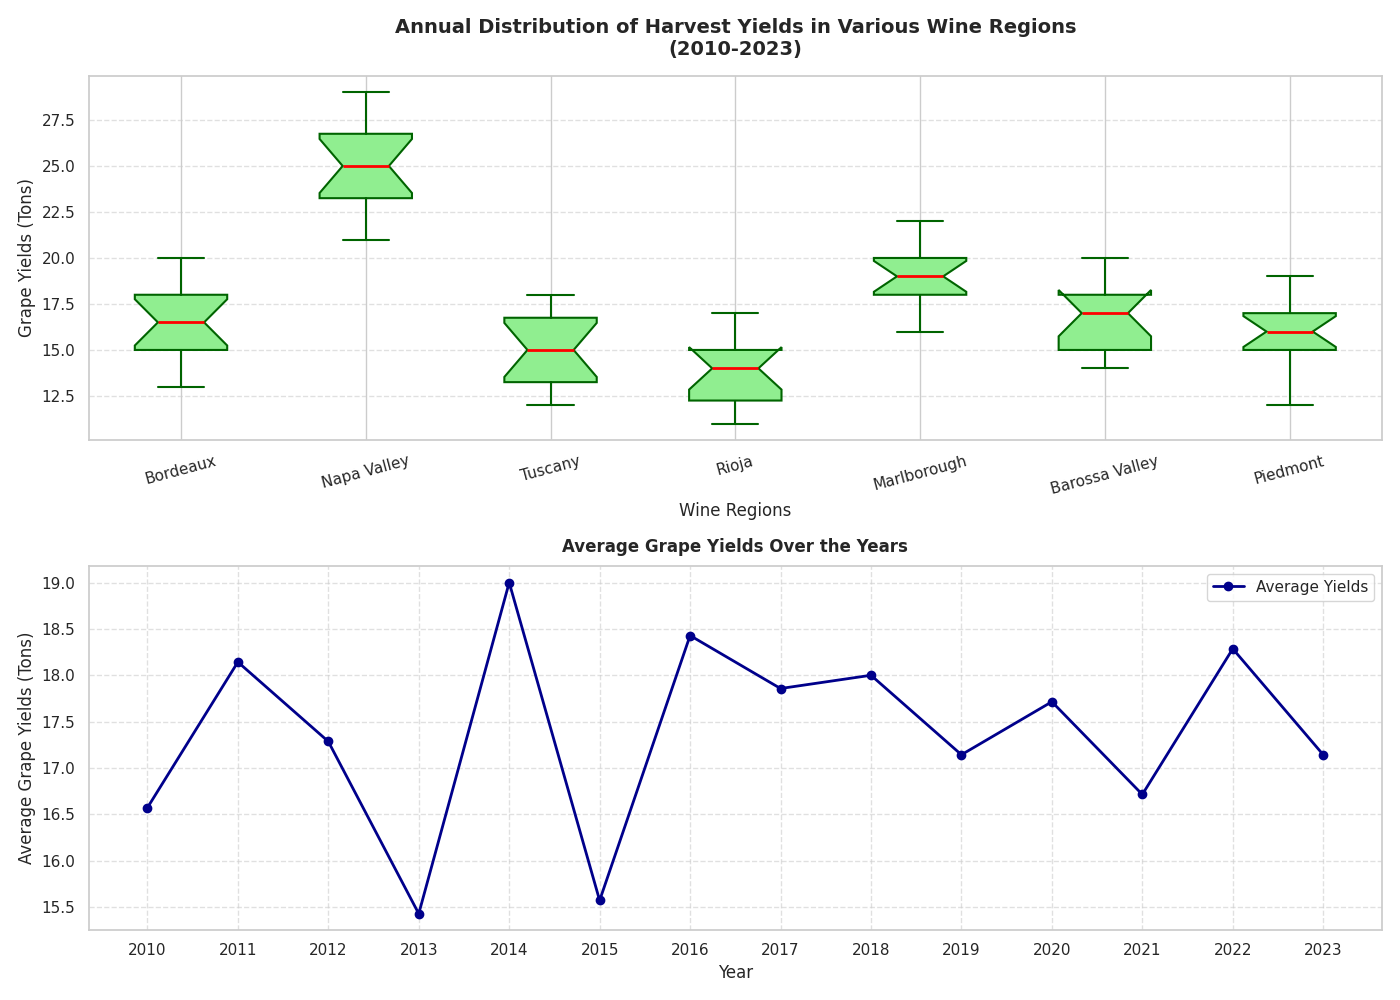 Annual Distribution of Harvest Yields in Various Wine Regions
(2010-2023)
Grape Yields (Tons)
27.5
25.0
22.5
20.0
17.5
15.0
12.5
Bordeaux
Napa Valley
Tuscany
Rioja
Marlborough
Barossa Valley
Piedmont
Wine Regions
Average Grape Yields Over the Years
Average Yields
Average Grape Yields (Tons)
19.0
18.5
18.0
17.5
17.0
16.5
16.0
15.5
2010 2011 2012 2013 2014 2015 2016 2017 2018 2019 2020 2021 2022 2023
Year